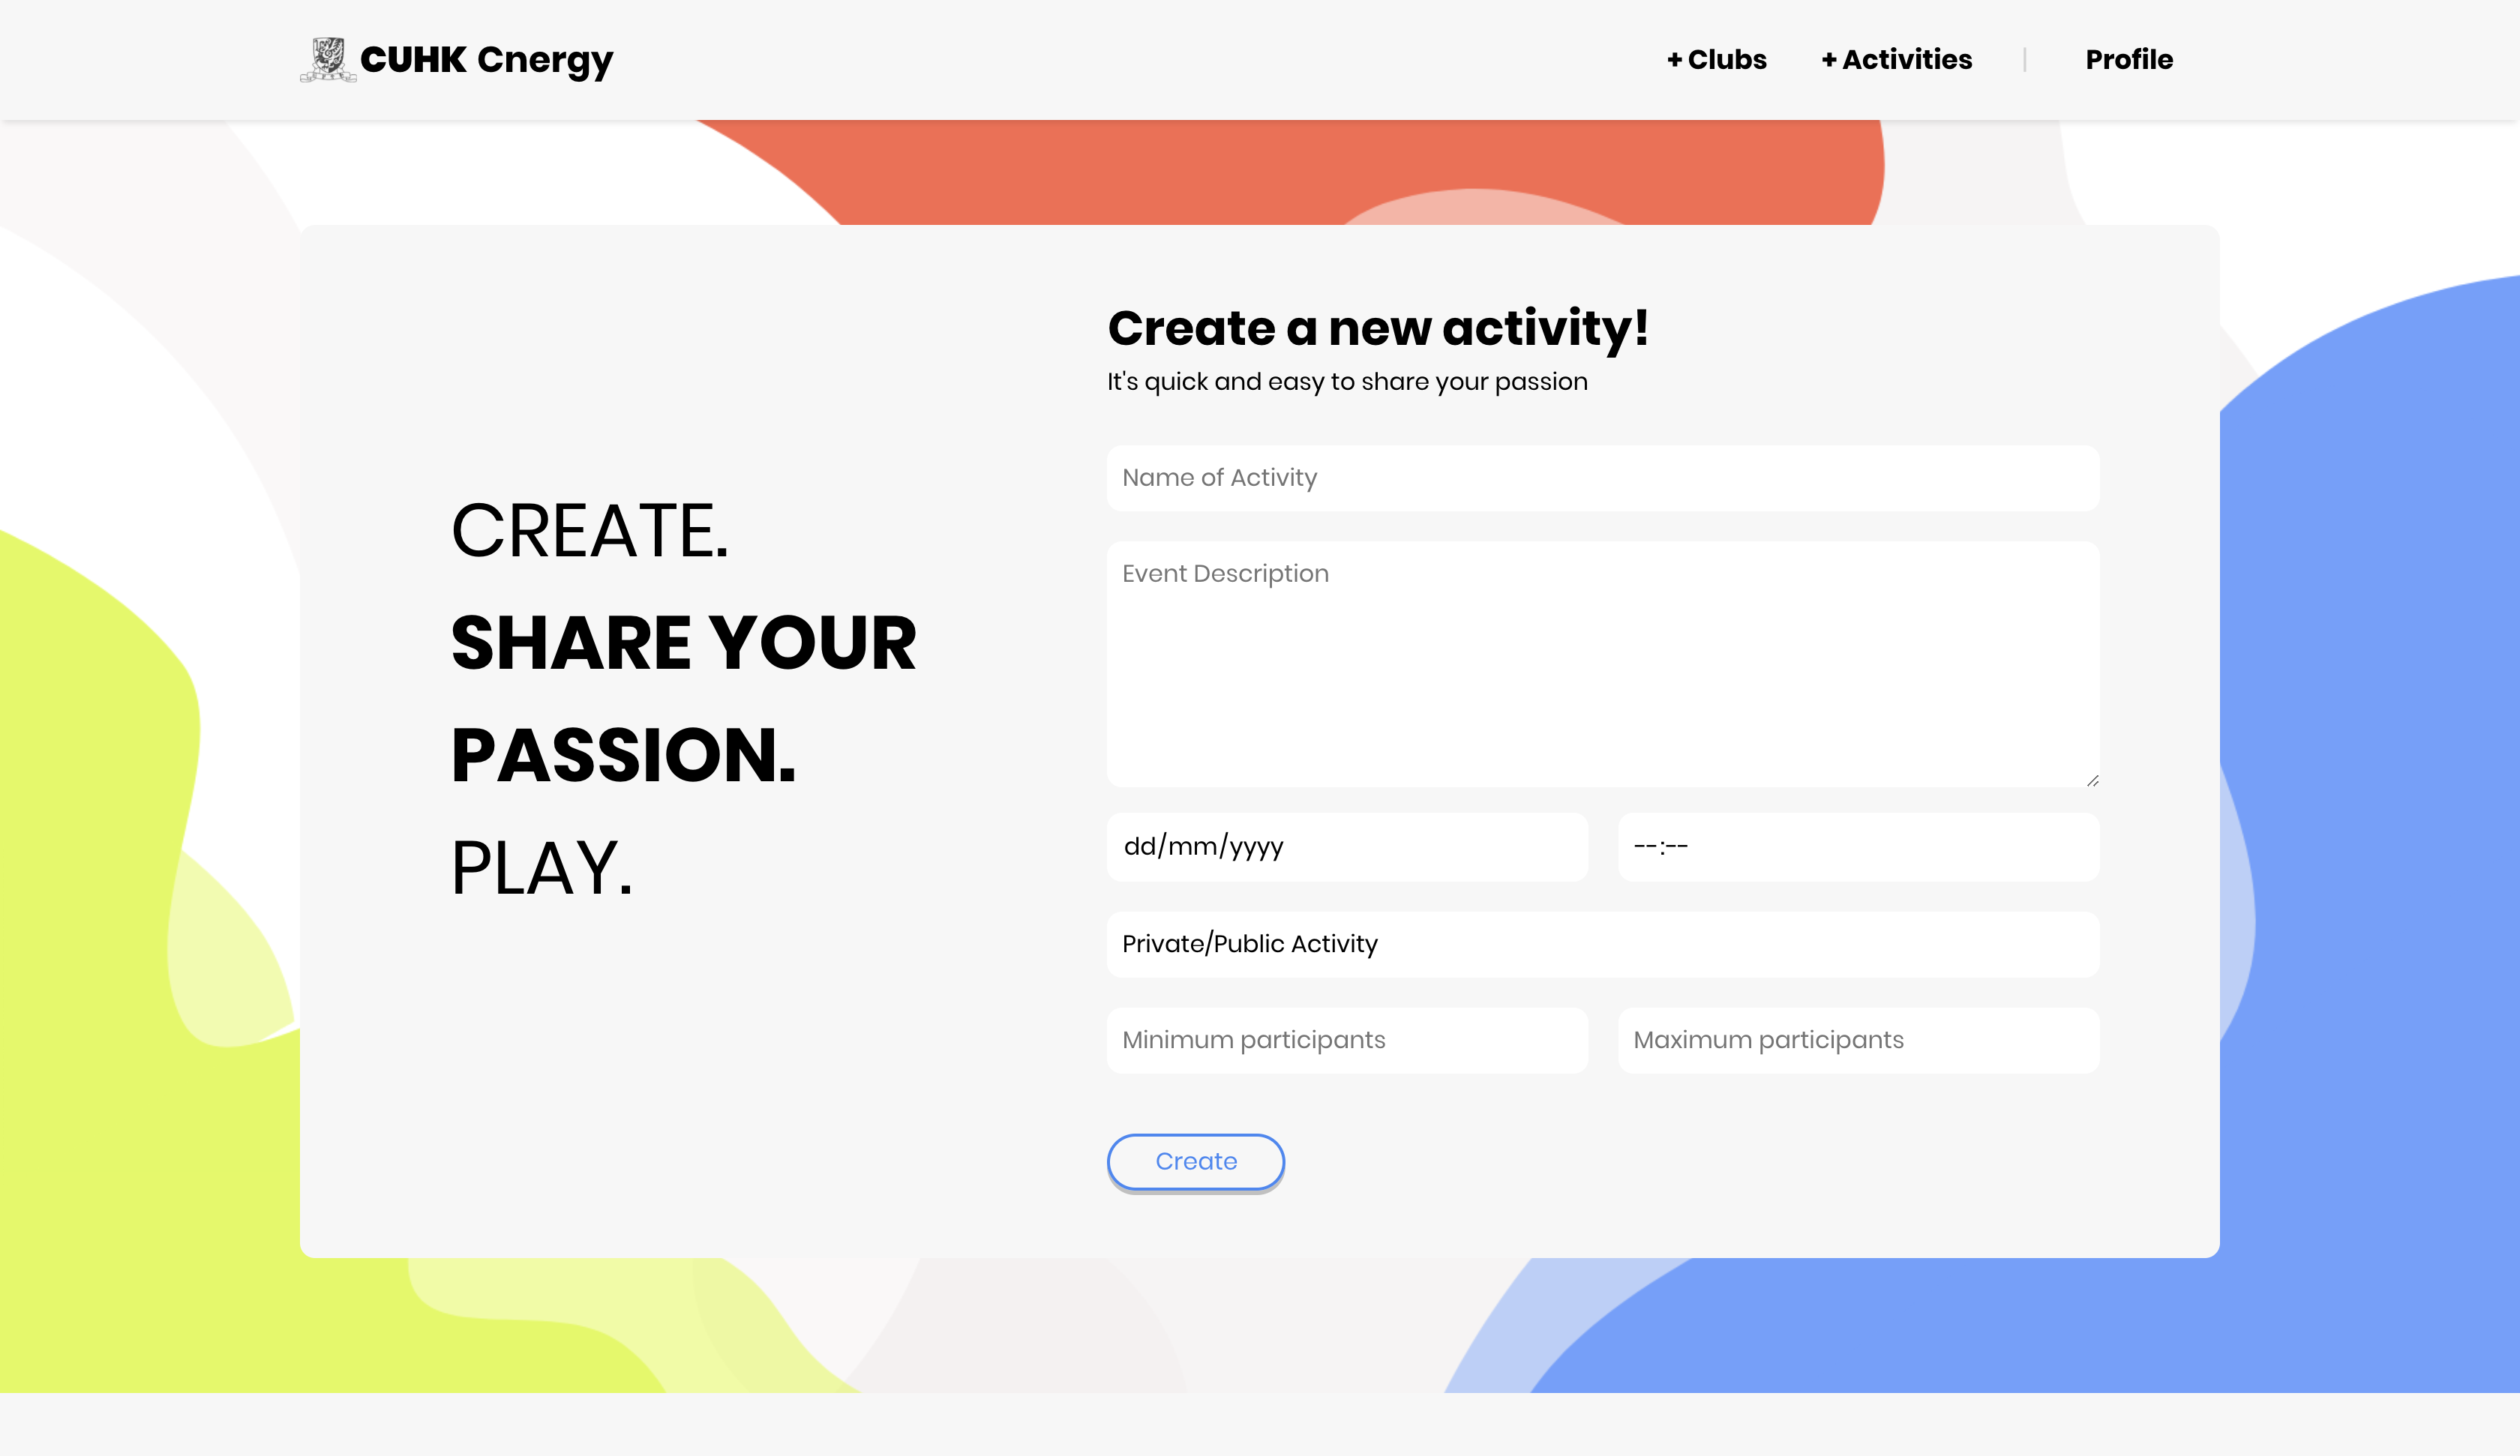 CUHK Cnergy
+ Clubs
+ Activities
Profile
Create a new activity!
It's quick and easy to share your passion
CREATE.
SHARE YOUR
PASSION.
PLAY.
Name of Activity
Event Description
dd/mm/yyyy
--:--
Private/Public Activity
Minimum participants
Maximum participants
Create